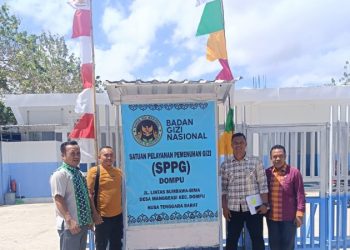 BADAN
GIZI
NASIONAL
SATUAN PELAYANAN PEMENUHAN GIZI
(SPPG)
DOMPU
JL. LINTAS SUMBAWA-BIMA
DESA MANGGEASI KEC. DOMPU
NUSA TENGGARA BARAT